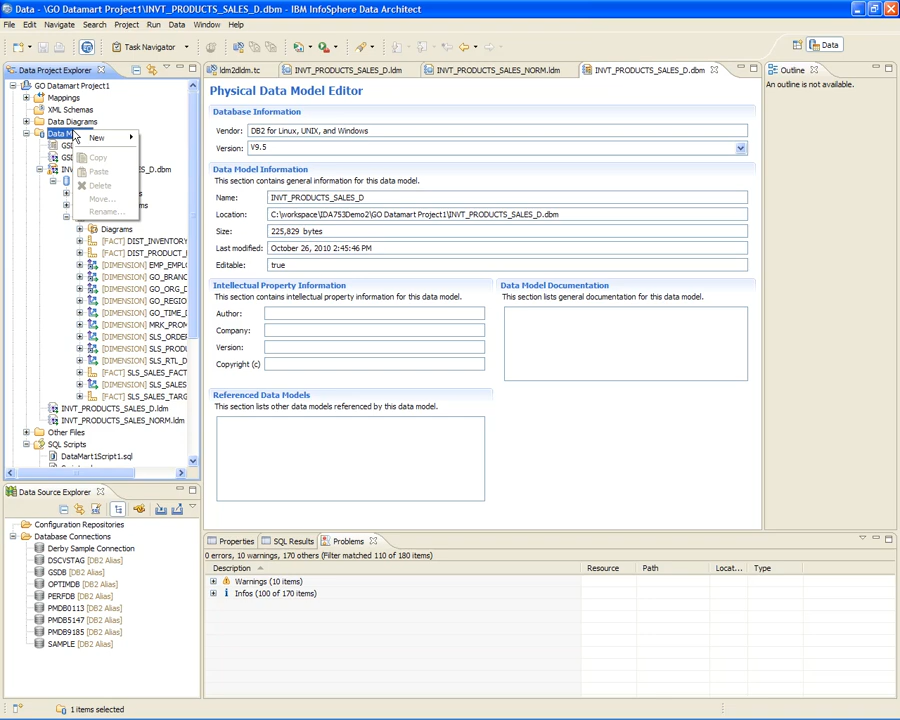 Data - \GO Datamart Project1\INVT_PRODUCTS_SALES_D.dbm - IBM InfoSphere Data Architect
File Edit Navigate Search Project Run Data Window Help
Task Navigator
Data
Data Project Explorer
GO Datamart Project1
Mappings
XML Schemas
Data Diagrams
Data M
GSD
GSD
INV S_D.dbm
New
Copy
Paste
Delete
Move...
Rename...
Diagrams
[FACT] DIST_INVENTORY
[FACT] DIST_PRODUCT_
[DIMENSION] EMP_EMPL
[DIMENSION] GO_BRANC
[DIMENSION] GO_ORG_D
[DIMENSION] GO_REGIO
[DIMENSION] GO_TIME_D
[DIMENSION] MRK_PROM
[DIMENSION] SLS_ORDE
[DIMENSION] SLS_PROD
[DIMENSION] SLS_RTL_D
[FACT] SLS_SALES_FACT
[DIMENSION] SLS_SALES
[FACT] SLS_SALES_TARG
INVT_PRODUCTS_SALES_D.ldm
INVT_PRODUCTS_SALES_NORM.ldm
Other Files
SQL Scripts
DataMart1Script1.sql
Data Source Explorer
Configuration Repositories
Database Connections
Derby Sample Connection
DSCVSTAG [DB2 Alias]
GSDB [DB2 Alias]
OPTIMDB [DB2 Alias]
PERFDB [DB2 Alias]
PMDB0113 [DB2 Alias]
PMDB5147 [DB2 Alias]
PMDB9185 [DB2 Alias]
SAMPLE [DB2 Alias]
ldm2dldm.tc INVT_PRODUCTS_SALES_D.ldm INVT_PRODUCTS_SALES_NORM.ldm INVT_PRODUCTS_SALES_D.dbm
Physical Data Model Editor
Database Information
Vendor: DB2 for Linux, UNIX, and Windows
Version: V9.5
Data Model Information
This section contains general information for this data model.
Name: INVT_PRODUCTS_SALES_D
Location: C:\workspace\IDA753Demo2\GO Datamart Project1\INVT_PRODUCTS_SALES_D.dbm
Size: 225,829 bytes
Last modified: October 26, 2010 2:45:46 PM
Editable: true
Intellectual Property Information
This section contains intellectual property information for this data model.
Author:
Company:
Version:
Copyright (c)
Data Model Documentation
This section lists general documentation for this data model.
Referenced Data Models
This section lists other data models referenced by this data model.
Outline
An outline is not available.
Properties SQL Results Problems
0 errors, 10 warnings, 170 others (Filter matched 110 of 180 items)
Description Resource Path Locat... Type
Warnings (10 items)
Infos (100 of 170 items)
1 items selected